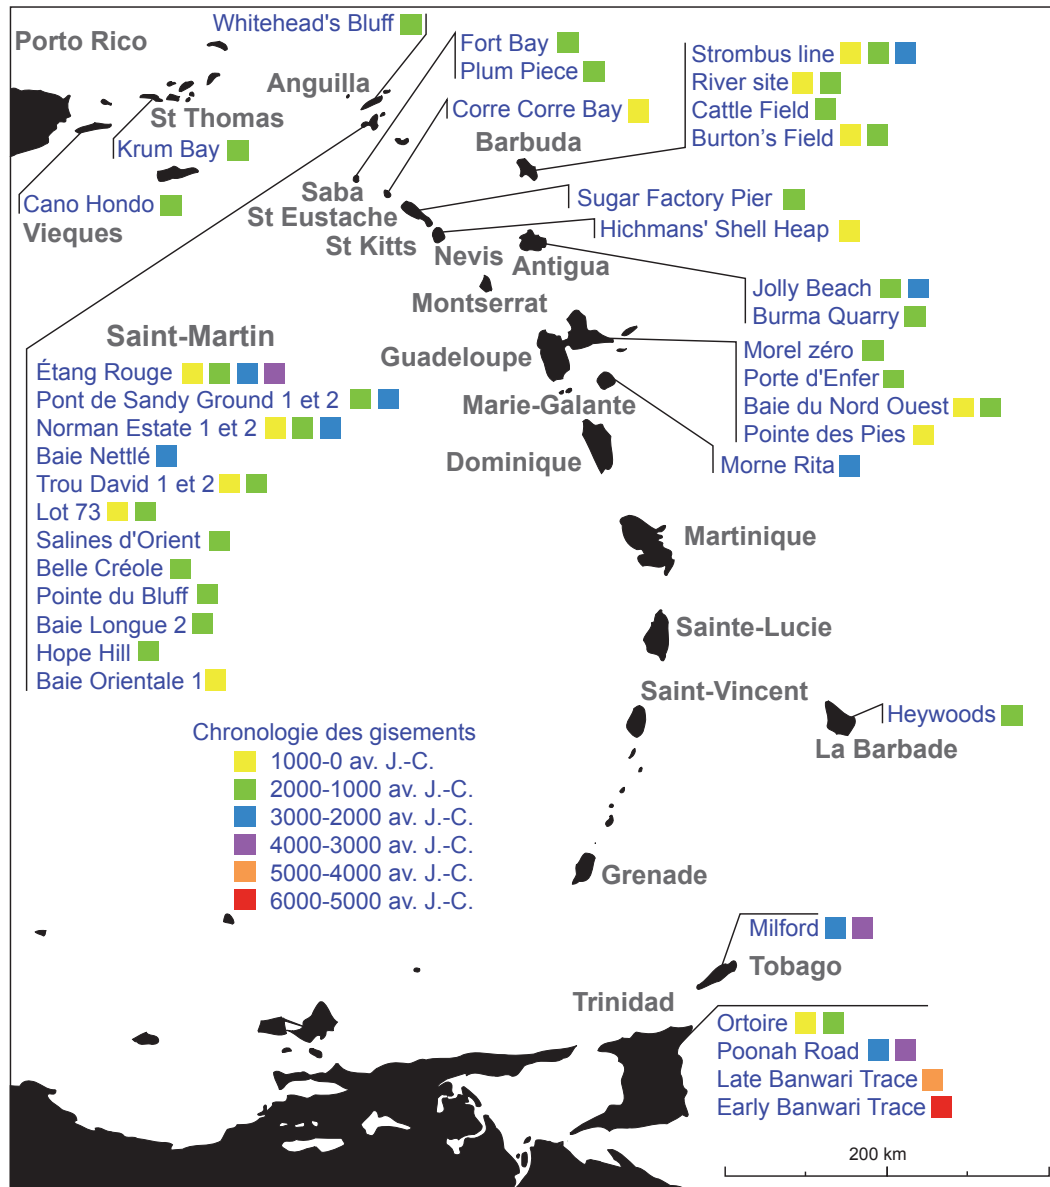 Whitehead's Bluff
Porto Rico
Fort Bay
Plum Piece
Strombus line
River site
Cattle Field
Burton's Field
Anguilla
St Thomas
Corre Corre Bay
Barbuda
Krum Bay
Saba
St Eustache
St Kitts
Sugar Factory Pier
Hichmans' Shell Heap
Cano Hondo
Vieques
Nevis
Antigua
Montserrat
Jolly Beach
Burma Quarry
Saint-Martin
Étang Rouge
Pont de Sandy Ground 1 et 2
Norman Estate 1 et 2
Baie Nettlé
Trou David 1 et 2
Lot 73
Salines d'Orient
Belle Créole
Pointe du Bluff
Baie Longue 2
Hope Hill
Baie Orientale 1
Guadeloupe
Morel zéro
Porte d'Enfer
Baie du Nord Ouest
Pointe des Pies
Marie-Galante
Morne Rita
Dominique
Martinique
Sainte-Lucie
Saint-Vincent
Heywoods
La Barbade
Chronologie des gisements
1000-0 av. J.-C.
2000-1000 av. J.-C.
3000-2000 av. J.-C.
4000-3000 av. J.-C.
5000-4000 av. J.-C.
6000-5000 av. J.-C.
Grenade
Milford
Tobago
Trinidad
Ortoire
Poonah Road
Late Banwari Trace
Early Banwari Trace
200 km